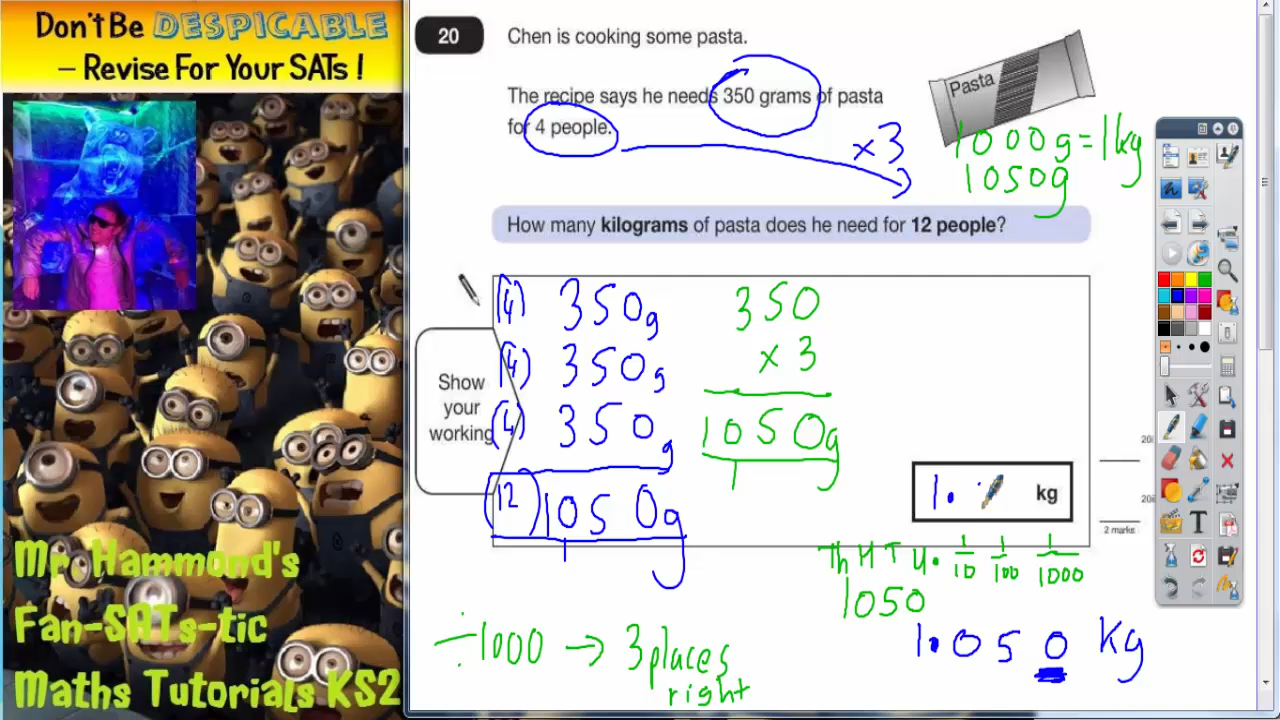 Don't Be DESPICABLE
– Revise For Your SATs !
20
Chen is cooking some pasta.
The recipe says he needs 350 grams of pasta
for 4 people.
Pasta
×3
1000g = 1kg
1050g
How many kilograms of pasta does he need for 12 people?
Show
your
working
(4) 350g
(4) 350g
(4) 350g
(12) 1050g
1
350
× 3
1050g
1
1.
kg
2 marks
Th H T U . 1/10 1/100 1/1000
1050
÷1000 → 3 places
right
1.050 kg
Mr Hammond's
Fan-SATs-tic
Maths Tutorials KS2